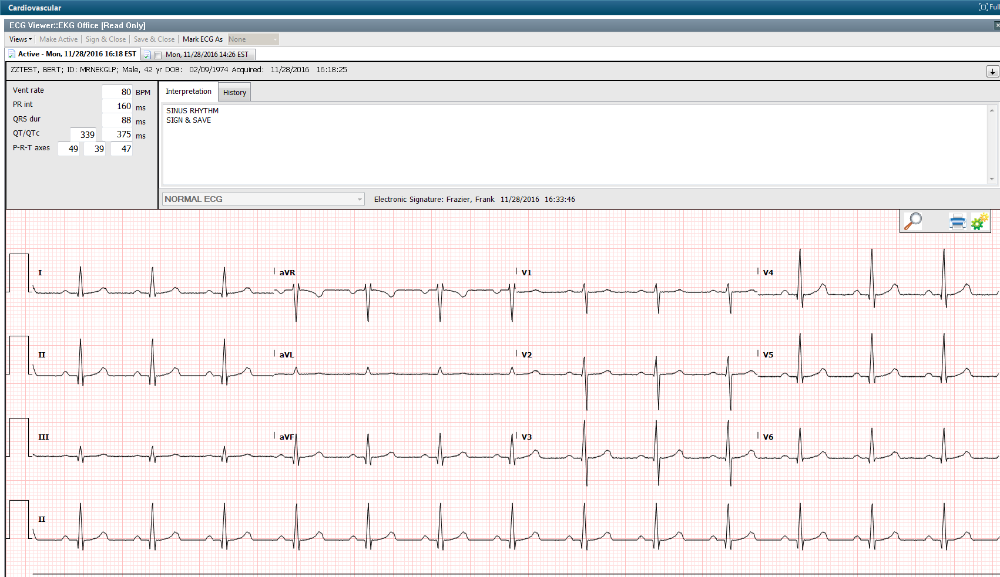 Cardiovascular
Full
ECG Viewer::EKG Office [Read Only]
Views Make Active Sign & Close Save & Close Mark ECG As None
Active - Mon, 11/28/2016 16:18 EST Mon, 11/28/2016 14:26 EST
ZZTEST, BERT; ID: MRNEKGLP; Male, 42 yr DOB: 02/09/1974 Acquired: 11/28/2016 16:18:25
Vent rate 80 BPM
PR int 160 ms
QRS dur 88 ms
QT/QTc 339 375 ms
P-R-T axes 49 39 47
Interpretation History
SINUS RHYTHM
SIGN & SAVE
NORMAL ECG Electronic Signature: Frazier, Frank 11/28/2016 16:33:46
I aVR V1 V4
II aVL V2 V5
III aVF V3 V6
II